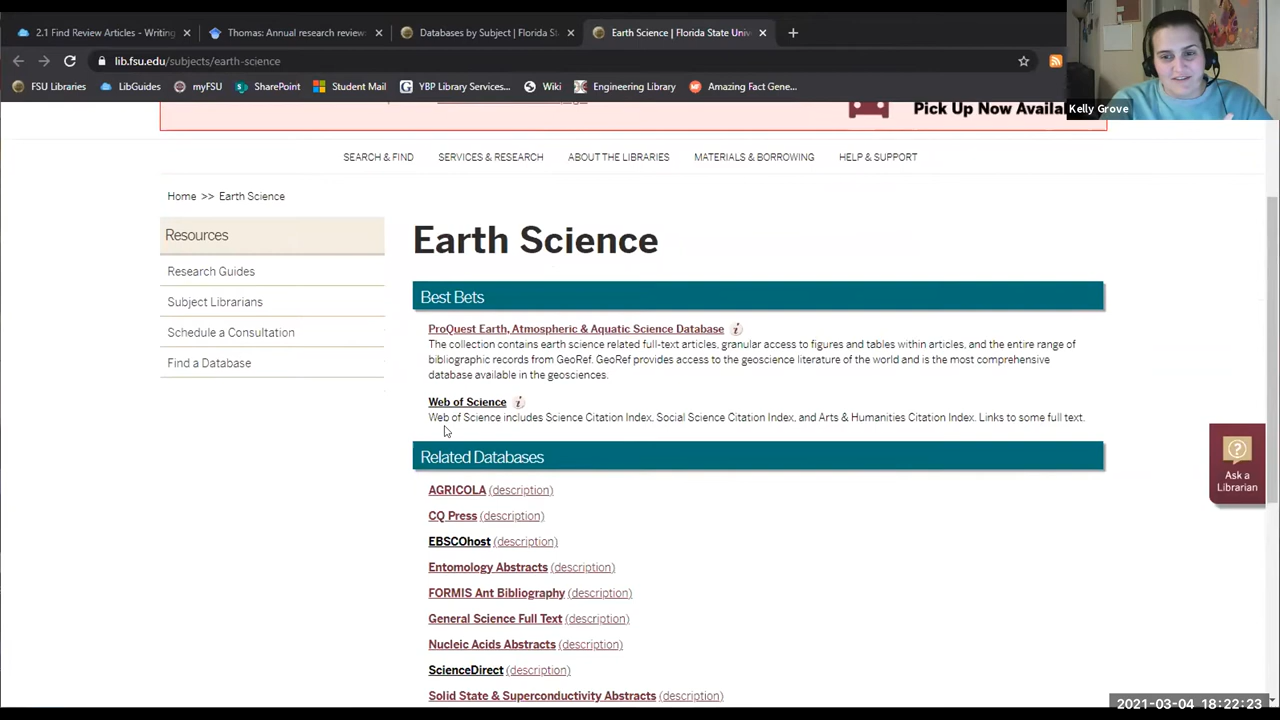 2.1 Find Review Articles - Writing
Thomas: Annual research review
Databases by Subject | Florida St
Earth Science | Florida State Univ
lib.fsu.edu/subjects/earth-science
FSU Libraries
LibGuides
myFSU
SharePoint
Student Mail
YBP Library Services...
Wiki
Engineering Library
Amazing Fact Gene...
Kelly Grove
Pick Up Now Availa
SEARCH & FIND
SERVICES & RESEARCH
ABOUT THE LIBRARIES
MATERIALS & BORROWING
HELP & SUPPORT
Home >> Earth Science
Resources
Research Guides
Subject Librarians
Schedule a Consultation
Find a Database
Earth Science
Best Bets
ProQuest Earth, Atmospheric & Aquatic Science Database
The collection contains earth science related full-text articles, granular access to figures and tables within articles, and the entire range of
bibliographic records from GeoRef. GeoRef provides access to the geoscience literature of the world and is the most comprehensive
database available in the geosciences.
Web of Science
Web of Science includes Science Citation Index, Social Science Citation Index, and Arts & Humanities Citation Index. Links to some full text.
Related Databases
AGRICOLA (description)
CQ Press (description)
EBSCOhost (description)
Entomology Abstracts (description)
FORMIS Ant Bibliography (description)
General Science Full Text (description)
Nucleic Acids Abstracts (description)
ScienceDirect (description)
Solid State & Superconductivity Abstracts (description)
Ask a
Librarian
2021-03-04 18:22:23